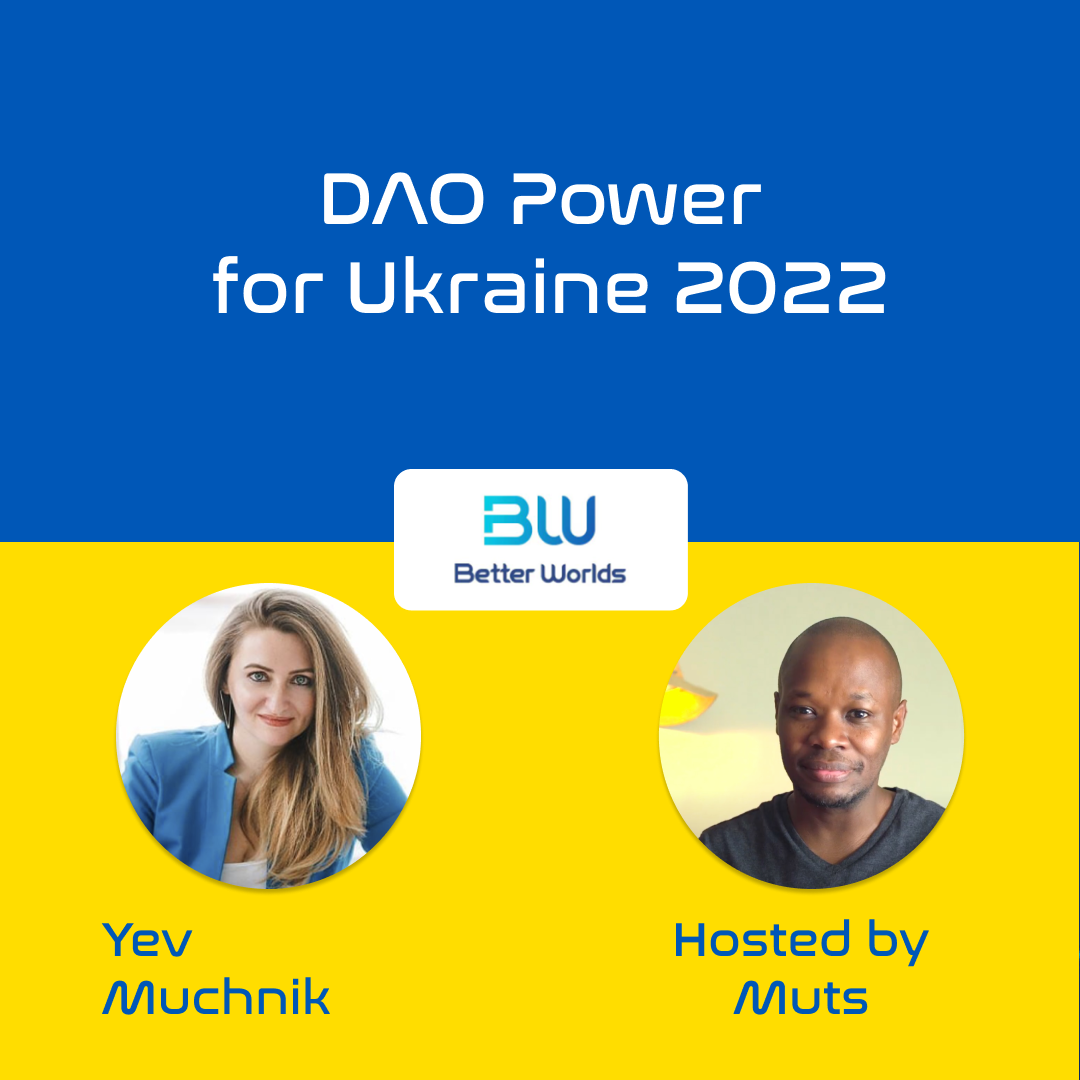 DAO Power
for Ukraine 2022
BW
Better Worlds
Yev
Muchnik
Hosted by
Muts